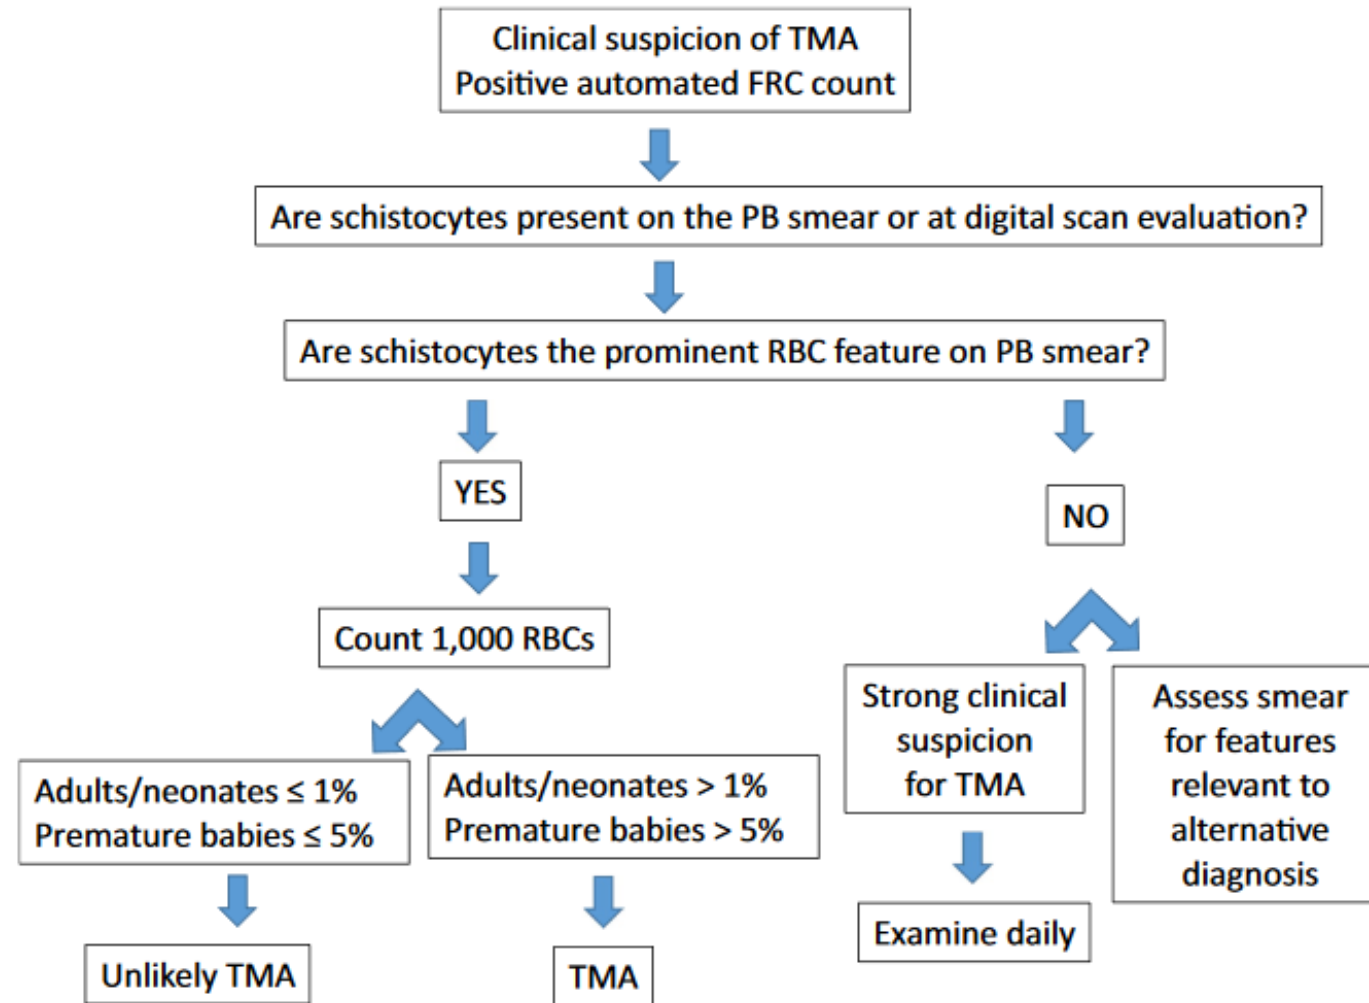 Clinical suspicion of TMA
Positive automated FRC count
Are schistocytes present on the PB smear or at digital scan evaluation?
Are schistocytes the prominent RBC feature on PB smear?
YES
NO
Count 1,000 RBCs
Adults/neonates ≤ 1%
Premature babies ≤ 5%
Adults/neonates > 1%
Premature babies > 5%
Strong clinical
suspicion
for TMA
Assess smear
for features
relevant to
alternative
diagnosis
Unlikely TMA
TMA
Examine daily